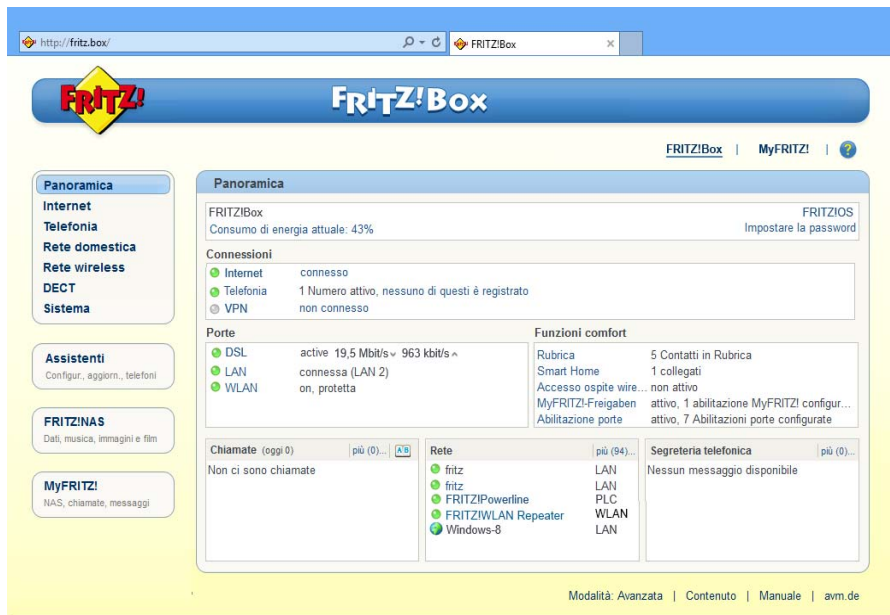 http://fritz.box/
FRITZ!Box
FRITZ!
FRITZ!Box
FRITZ!Box | MyFRITZ! | ?
Panoramica
Internet
Telefonia
Rete domestica
Rete wireless
DECT
Sistema
Assistenti
Configur., aggiorn., telefoni
FRITZ!NAS
Dati, musica, immagini e film
MyFRITZ!
NAS, chiamate, messaggi
Panoramica
FRITZ!Box FRITZ!OS
Consumo di energia attuale: 43% Impostare la password
Connessioni
Internet connesso
Telefonia 1 Numero attivo, nessuno di questi è registrato
VPN non connesso
Porte
DSL active 19,5 Mbit/s 963 kbit/s
LAN connessa (LAN 2)
WLAN on, protetta
Funzioni comfort
Rubrica 5 Contatti in Rubrica
Smart Home 1 collegati
Accesso ospite wire... non attivo
MyFRITZ!-Freigaben attivo, 1 abilitazione MyFRITZ! configur...
Abilitazione porte attivo, 7 Abilitazioni porte configurate
Chiamate (oggi 0) più (0)...
Non ci sono chiamate
Rete più (94)...
fritz LAN
fritz LAN
FRITZ!Powerline PLC
FRITZ!WLAN Repeater WLAN
Windows-8 LAN
Segreteria telefonica più (0)...
Nessun messaggio disponibile
Modalità: Avanzata | Contenuto | Manuale | avm.de